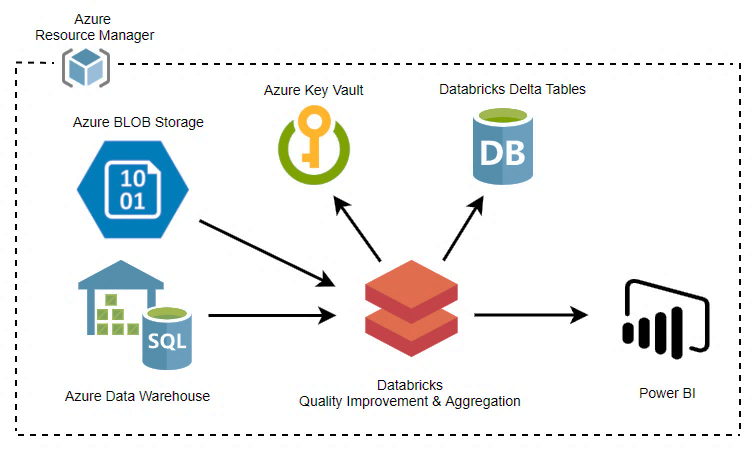 Azure
Resource Manager
Azure Key Vault
Databricks Delta Tables
Azure BLOB Storage
10
01
DB
SQL
Azure Data Warehouse
Databricks
Quality Improvement & Aggregation
Power BI